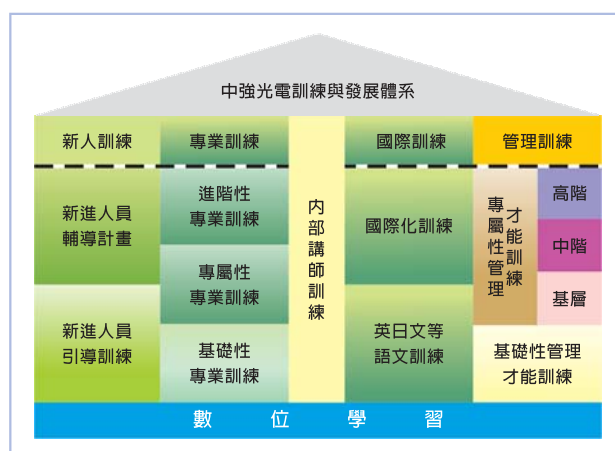 中強光電訓練與發展體系
新人訓練
專業訓練
國際訓練
管理訓練
新進人員
輔導計畫
新進人員
引導訓練
進階性
專業訓練
專屬性
專業訓練
基礎性
專業訓練
內部講師訓練
國際化訓練
英日文等
語文訓練
專屬性管理
才能訓練
高階
中階
基層
基礎性管理
才能訓練
數位學習